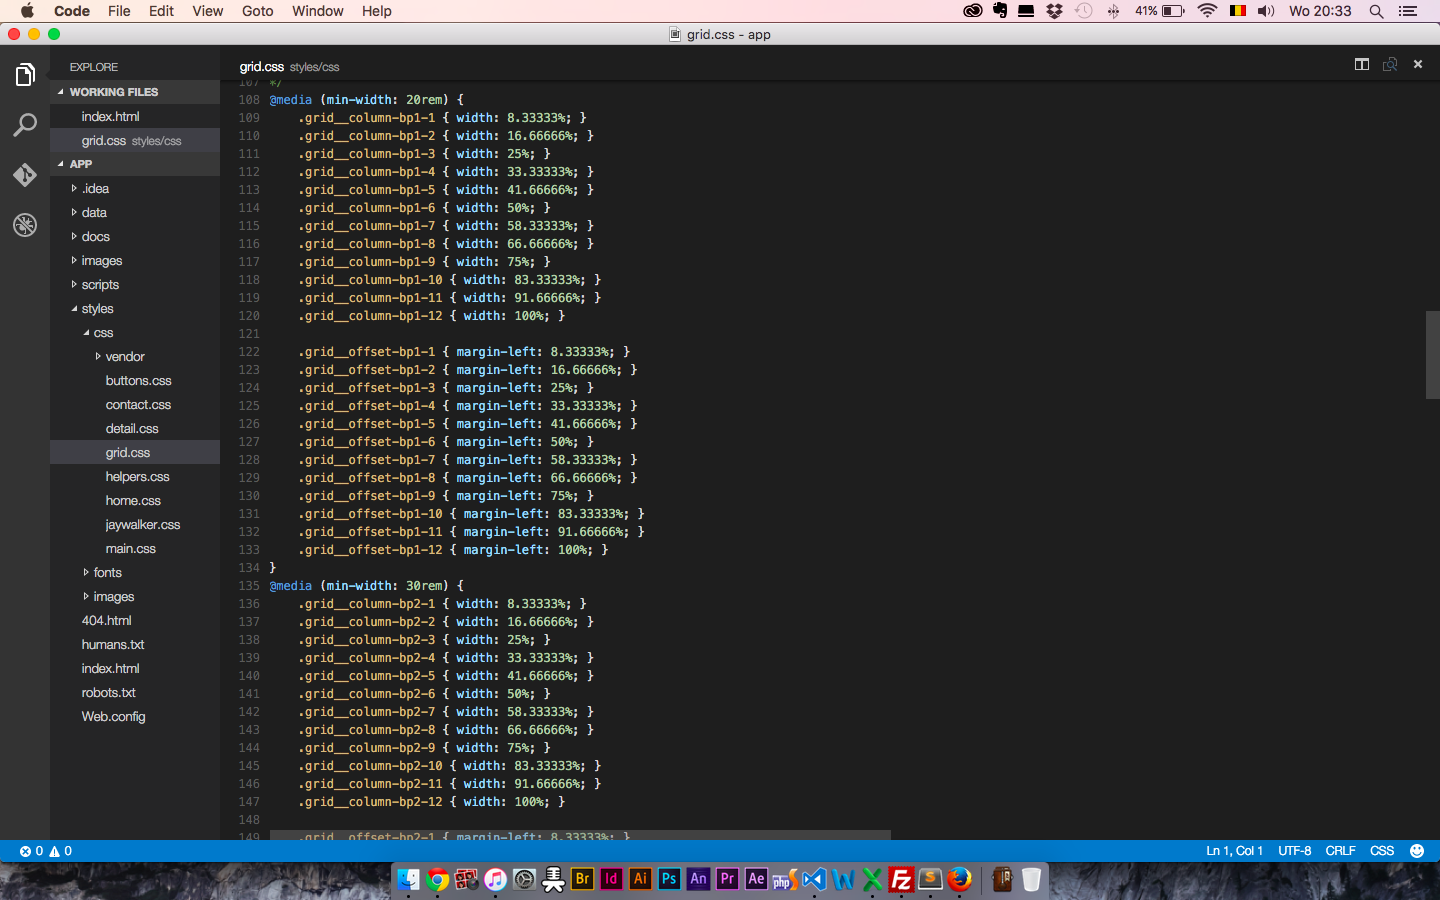 Code File Edit View Goto Window Help 41% Wo 20:33
grid.css - app
EXPLORE
WORKING FILES
index.html
grid.css styles/css
APP
.idea
data
docs
images
scripts
styles
css
vendor
buttons.css
contact.css
detail.css
grid.css
helpers.css
home.css
jaywalker.css
main.css
fonts
images
404.html
humans.txt
index.html
robots.txt
Web.config
grid.css styles/css
107 */
108 @media (min-width: 20rem) {
109 .grid__column-bp1-1 { width: 8.33333%; }
110 .grid__column-bp1-2 { width: 16.66666%; }
111 .grid__column-bp1-3 { width: 25%; }
112 .grid__column-bp1-4 { width: 33.33333%; }
113 .grid__column-bp1-5 { width: 41.66666%; }
114 .grid__column-bp1-6 { width: 50%; }
115 .grid__column-bp1-7 { width: 58.33333%; }
116 .grid__column-bp1-8 { width: 66.66666%; }
117 .grid__column-bp1-9 { width: 75%; }
118 .grid__column-bp1-10 { width: 83.33333%; }
119 .grid__column-bp1-11 { width: 91.66666%; }
120 .grid__column-bp1-12 { width: 100%; }
121
122 .grid__offset-bp1-1 { margin-left: 8.33333%; }
123 .grid__offset-bp1-2 { margin-left: 16.66666%; }
124 .grid__offset-bp1-3 { margin-left: 25%; }
125 .grid__offset-bp1-4 { margin-left: 33.33333%; }
126 .grid__offset-bp1-5 { margin-left: 41.66666%; }
127 .grid__offset-bp1-6 { margin-left: 50%; }
128 .grid__offset-bp1-7 { margin-left: 58.33333%; }
129 .grid__offset-bp1-8 { margin-left: 66.66666%; }
130 .grid__offset-bp1-9 { margin-left: 75%; }
131 .grid__offset-bp1-10 { margin-left: 83.33333%; }
132 .grid__offset-bp1-11 { margin-left: 91.66666%; }
133 .grid__offset-bp1-12 { margin-left: 100%; }
134 }
135 @media (min-width: 30rem) {
136 .grid__column-bp2-1 { width: 8.33333%; }
137 .grid__column-bp2-2 { width: 16.66666%; }
138 .grid__column-bp2-3 { width: 25%; }
139 .grid__column-bp2-4 { width: 33.33333%; }
140 .grid__column-bp2-5 { width: 41.66666%; }
141 .grid__column-bp2-6 { width: 50%; }
142 .grid__column-bp2-7 { width: 58.33333%; }
143 .grid__column-bp2-8 { width: 66.66666%; }
144 .grid__column-bp2-9 { width: 75%; }
145 .grid__column-bp2-10 { width: 83.33333%; }
146 .grid__column-bp2-11 { width: 91.66666%; }
147 .grid__column-bp2-12 { width: 100%; }
148
149 .grid__offset-bp2-1 { margin-left: 8.33333%; }
0 0 Ln 1, Col 1 UTF-8 CRLF CSS
Br Id Ai Ps An Pr Ae php W X Fz S